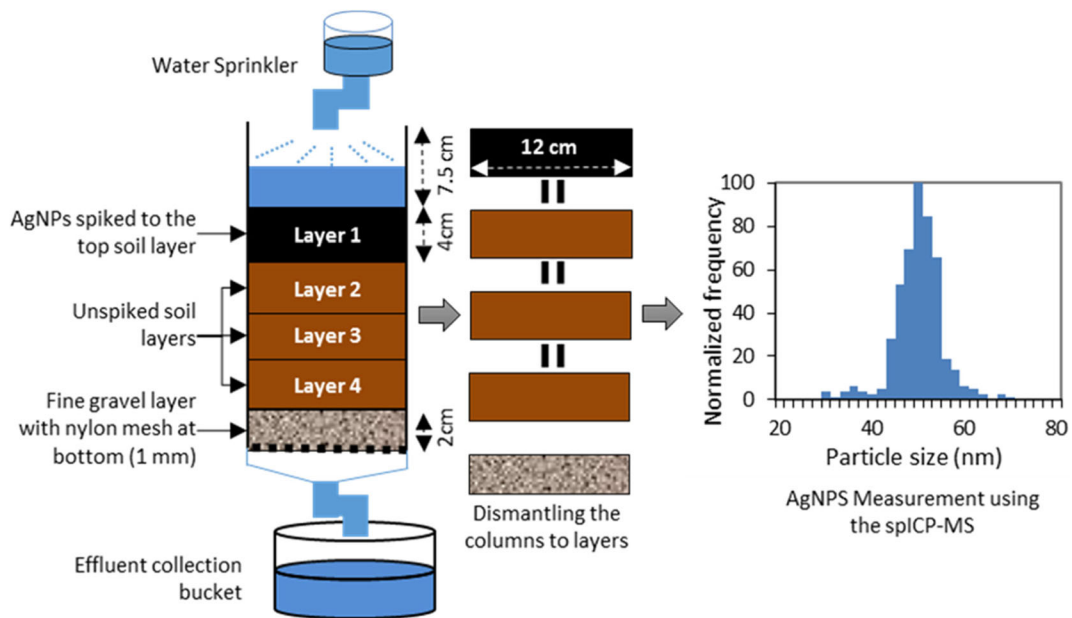 Water Sprinkler
7.5 cm
12 cm
AgNPs spiked to the
top soil layer
Layer 1
4cm
Layer 2
Unspiked soil
layers
Layer 3
Layer 4
Fine gravel layer
with nylon mesh at
bottom (1 mm)
2cm
Dismantling the
columns to layers
Effluent collection
bucket
Normalized frequency
100
80
60
40
20
0
20
40
60
80
Particle size (nm)
AgNPS Measurement using
the spICP-MS